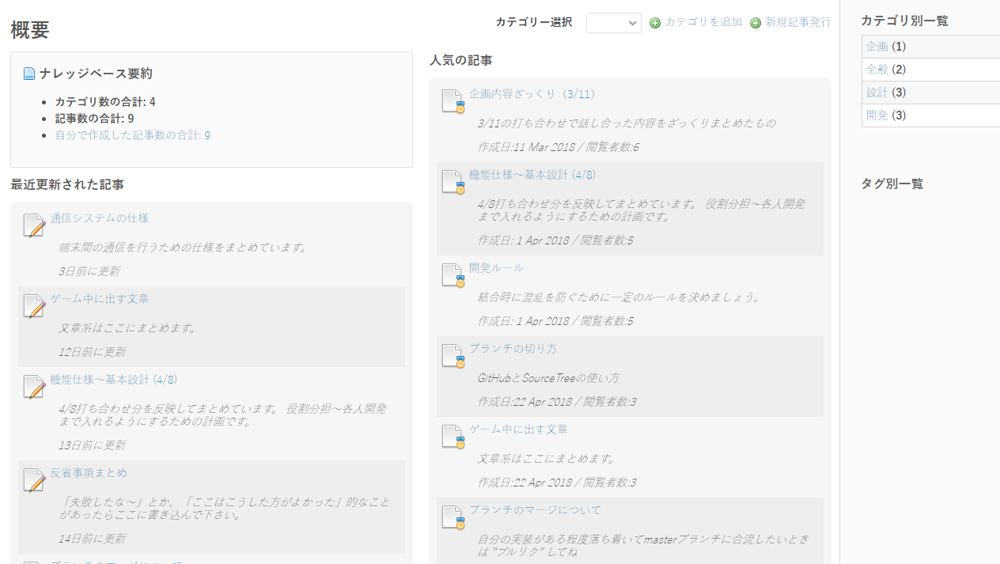 概要
カテゴリー選択
カテゴリを追加
新規記事発行
ナレッジベース要約
カテゴリ数の合計: 4
記事数の合計: 9
自分で作成した記事数の合計: 9
最近更新された記事
通信システムの仕様
端末間の通信を行うための仕様をまとめています。
3日前に更新
ゲーム中に出す文章
文章系はここにまとめます。
12日前に更新
機能仕様～基本設計 (4/8)
4/8打ち合わせ分を反映してまとめています。 役割分担～各人開発
まで入れるようにするための計画です。
13日前に更新
反省事項まとめ
「失敗したな～」とか、「ここはこうした方がよかった」的なこと
があったらここに書き込んで下さい。
14日前に更新
人気の記事
企画内容ざっくり（3/11）
3/11の打ち合わせで話し合った内容をざっくりまとめたもの
作成日:11 Mar 2018 / 閲覧者数:6
機能仕様～基本設計 (4/8)
4/8打ち合わせ分を反映してまとめています。 役割分担～各人開発
まで入れるようにするための計画です。
作成日: 1 Apr 2018 / 閲覧者数:5
開発ルール
結合時に混乱を防ぐために一定のルールを決めましょう。
作成日: 1 Apr 2018 / 閲覧者数:5
ブランチの切り方
GitHubとSourceTreeの使い方
作成日:22 Apr 2018 / 閲覧者数:3
ゲーム中に出す文章
文章系はここにまとめます。
作成日:22 Apr 2018 / 閲覧者数:3
ブランチのマージについて
自分の実装がある程度落ち着いてmasterブランチに合流したいとき
は "プルリク" してね
カテゴリ別一覧
企画 (1)
全般 (2)
設計 (3)
開発 (3)
タグ別一覧